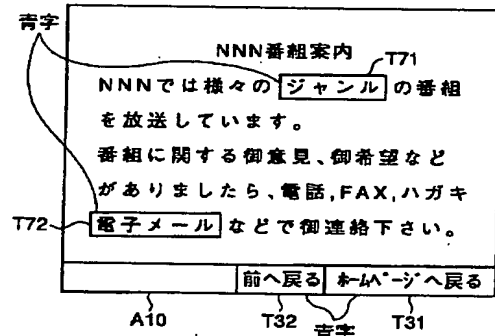 青字
NNN番組案内
T71
NNNでは様々の ジャンル の番組
を放送しています。
番組に関する御意見、御希望など
がありましたら、電話,FAX,ハガキ
T72 電子メール などで御連絡下さい。
前へ戻る ホームページへ戻る
A10 T32 青字 T31